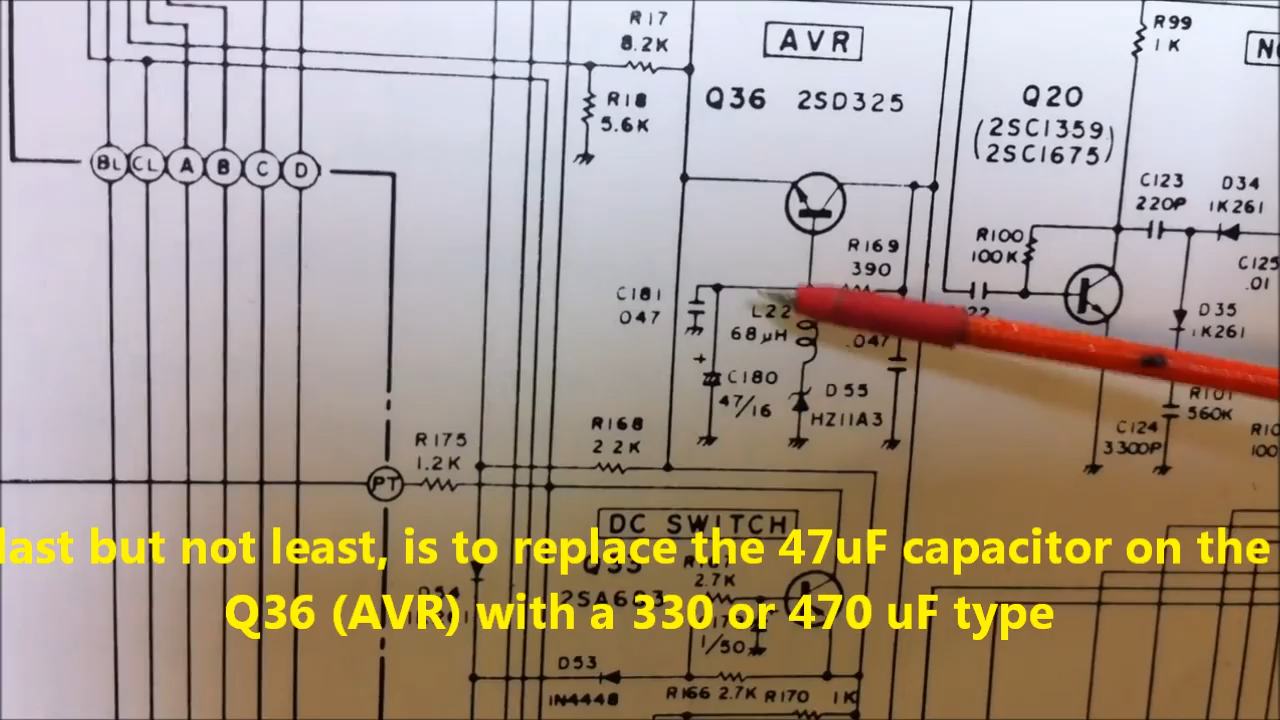 R17
8.2K
AVR
R99
1K
R18
5.6K
Q36 2SD325
Q20
(2SC1359)
(2SC1675)
BL CL A B C D
C123
220P
D34
1K261
R100
100K
R169
390
C125
.01
C181
047
L22
68μH
.047
22
D35
1K261
+
C180
47/16
D55
HZ11A3
R101
560K
R168
2 2K
C124
3300P
R10
100
R175
1.2K
PT
DC SWITCH
last but not least, is to replace the 47uF capacitor on the
Q36 (AVR) with a 330 or 470 uF type
2.7K
2SA683
1/50
D53
1N4448
R166 2.7K R170 1K